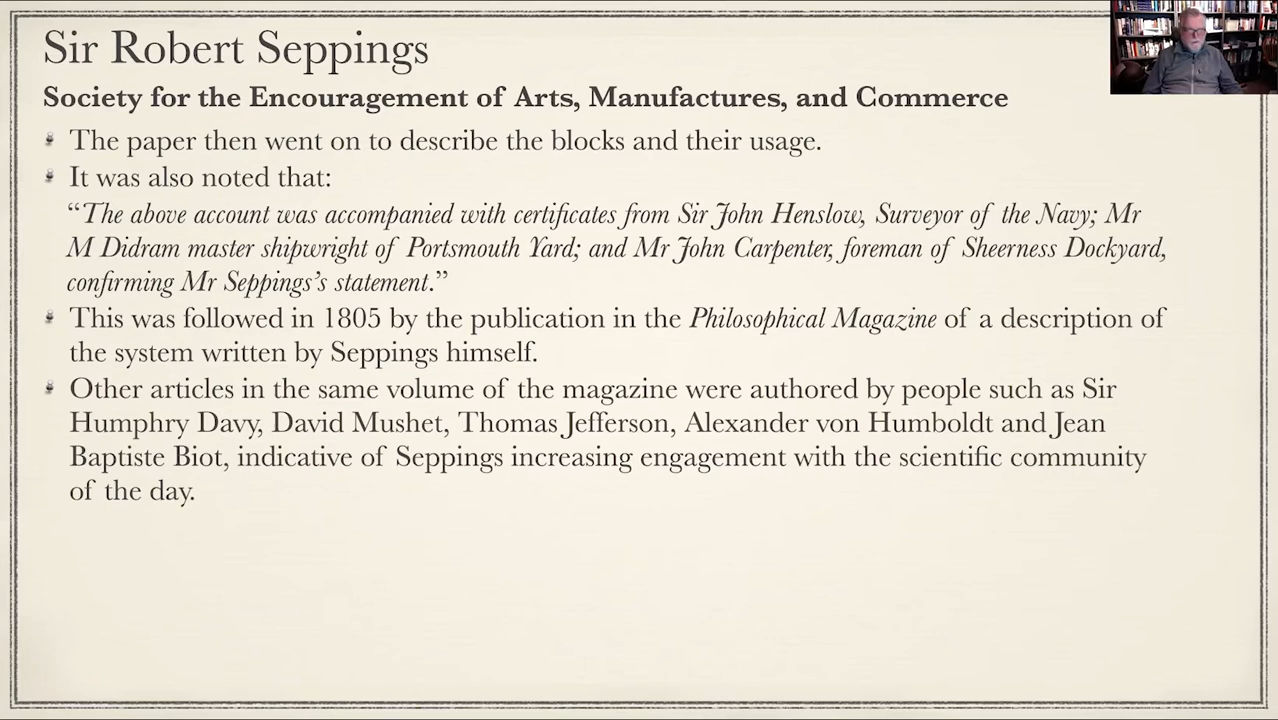 Sir Robert Seppings
Society for the Encouragement of Arts, Manufactures, and Commerce
The paper then went on to describe the blocks and their usage.
It was also noted that:
“The above account was accompanied with certificates from Sir John Henslow, Surveyor of the Navy; Mr
M Didram master shipwright of Portsmouth Yard; and Mr John Carpenter, foreman of Sheerness Dockyard,
confirming Mr Seppings’s statement.”
This was followed in 1805 by the publication in the Philosophical Magazine of a description of
the system written by Seppings himself.
Other articles in the same volume of the magazine were authored by people such as Sir
Humphry Davy, David Mushet, Thomas Jefferson, Alexander von Humboldt and Jean
Baptiste Biot, indicative of Seppings increasing engagement with the scientific community
of the day.